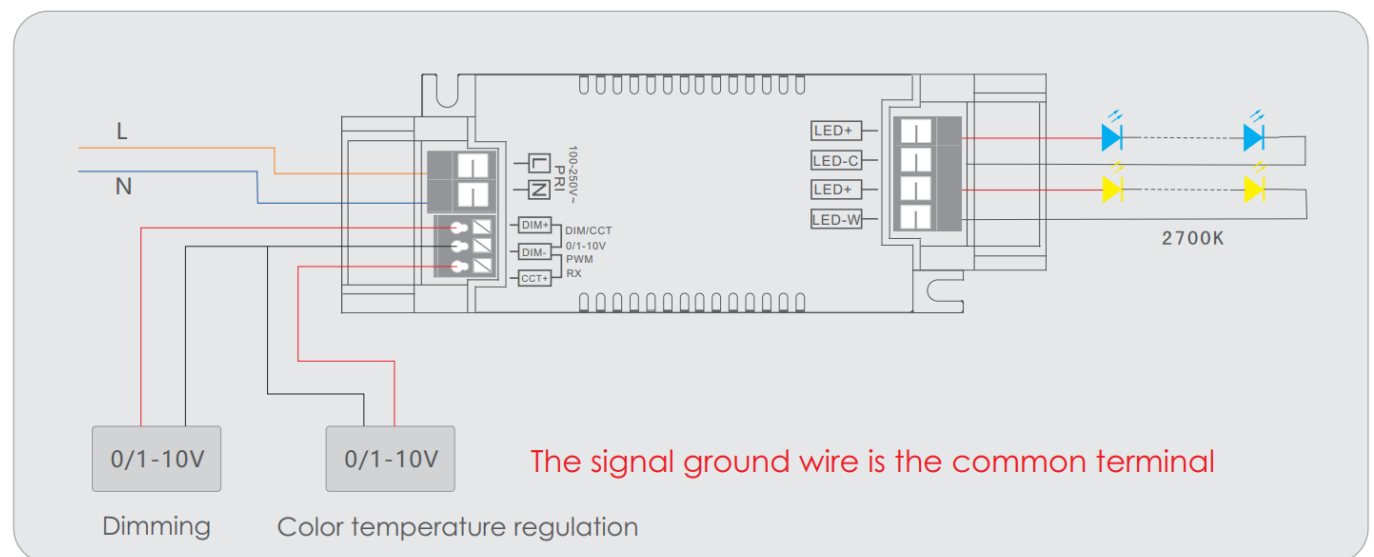 L
N
L
N
PRI
100-250V~
DIM+
DIM-
CCT+
DIM/CCT
0/1-10V
PWM
RX
LED+
LED-C
LED+
LED-W
2700K
0/1-10V
0/1-10V
The signal ground wire is the common terminal
Dimming
Color temperature regulation